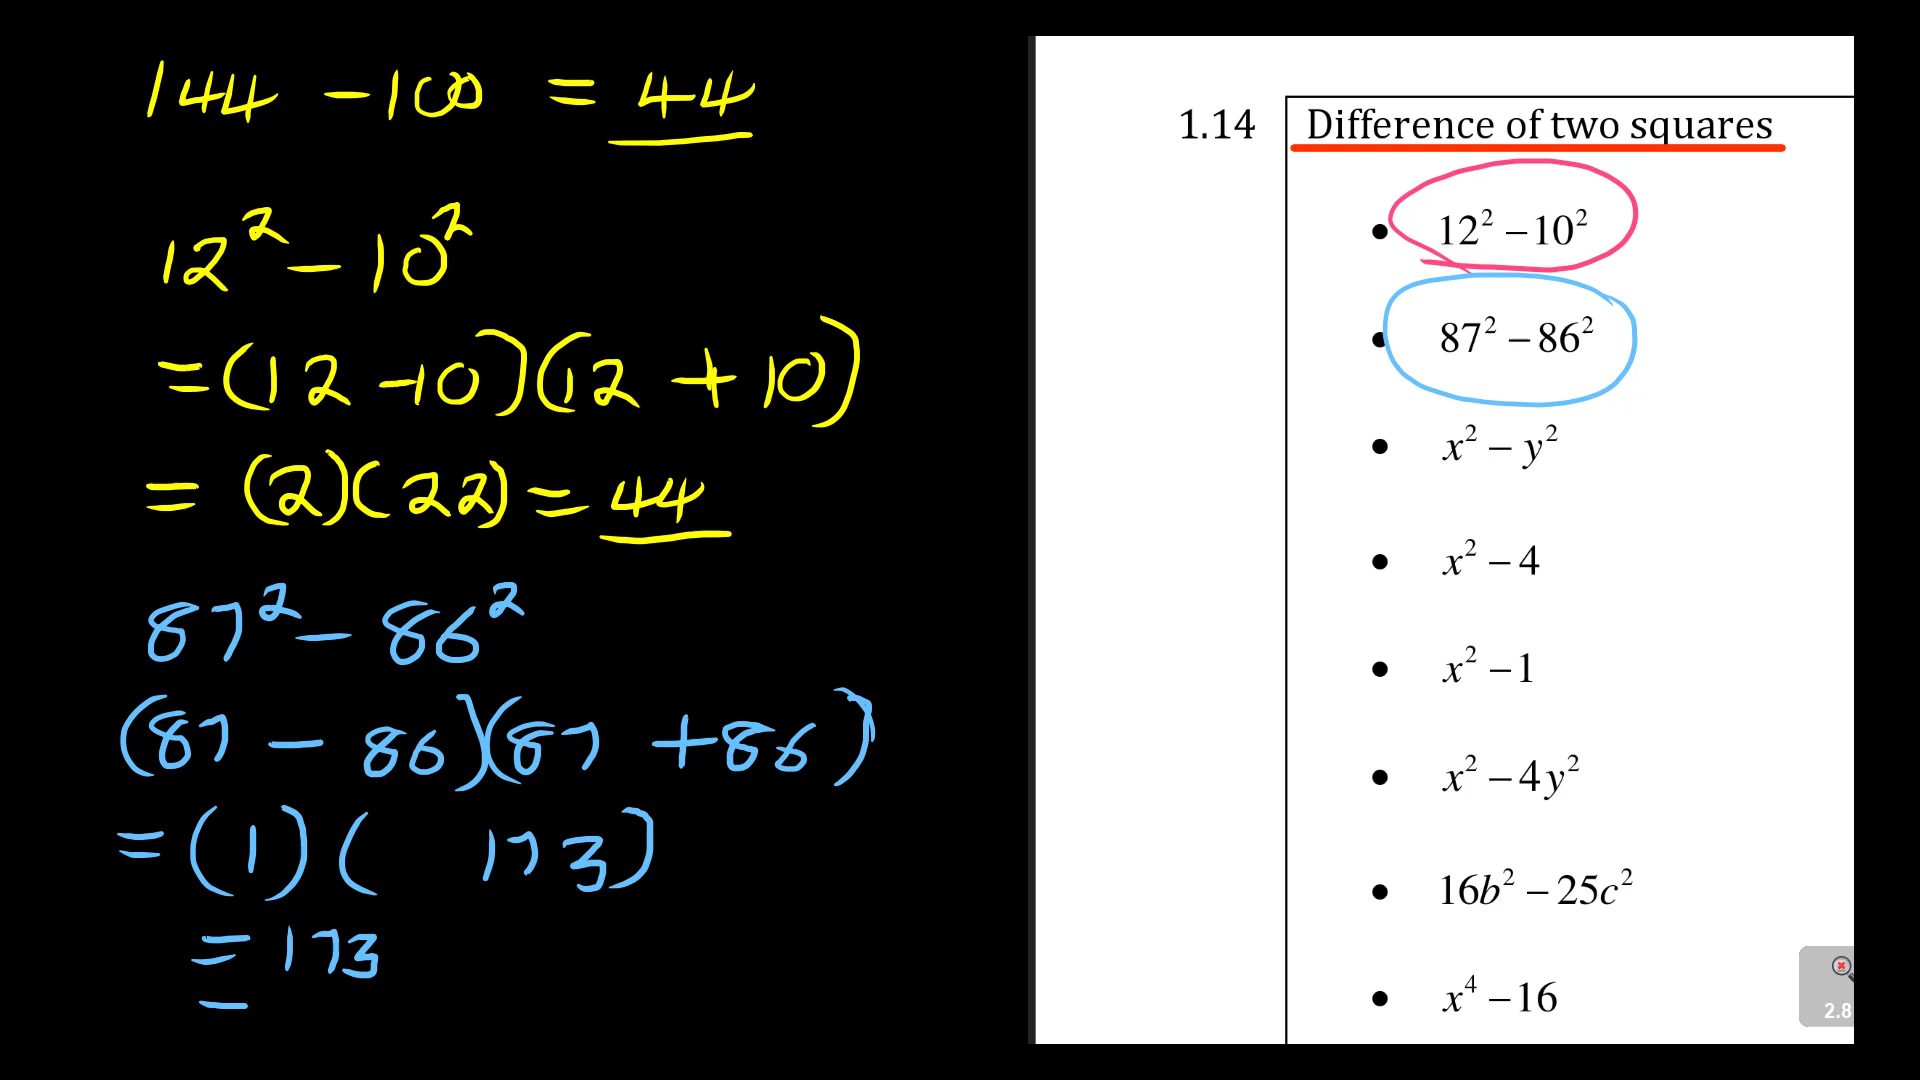 144 - 100 = 44
12² - 10²
= (12 - 10)(12 + 10)
= (2)(22) = 44
87² - 86²
(87 - 86)(87 + 86)
= (1)( 173)
= 173
1.14 Difference of two squares
• 12² – 10²
• 87² – 86²
• x² – y²
• x² – 4
• x² – 1
• x² – 4y²
• 16b² – 25c²
• x⁴ – 16
2.8